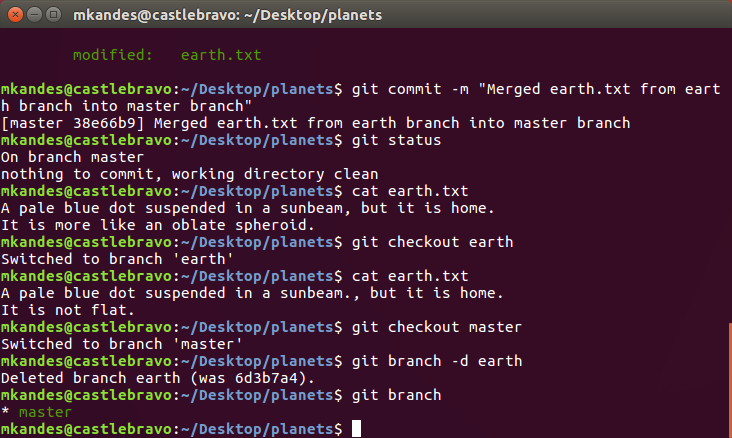 mkandes@castlebravo: ~/Desktop/planets
modified:   earth.txt
mkandes@castlebravo:~/Desktop/planets$ git commit -m "Merged earth.txt from eart
h branch into master branch"
[master 38e66b9] Merged earth.txt from earth branch into master branch
mkandes@castlebravo:~/Desktop/planets$ git status
On branch master
nothing to commit, working directory clean
mkandes@castlebravo:~/Desktop/planets$ cat earth.txt
A pale blue dot suspended in a sunbeam, but it is home.
It is more like an oblate spheroid.
mkandes@castlebravo:~/Desktop/planets$ git checkout earth
Switched to branch 'earth'
mkandes@castlebravo:~/Desktop/planets$ cat earth.txt
A pale blue dot suspended in a sunbeam., but it is home.
It is not flat.
mkandes@castlebravo:~/Desktop/planets$ git checkout master
Switched to branch 'master'
mkandes@castlebravo:~/Desktop/planets$ git branch -d earth
Deleted branch earth (was 6d3b7a4).
mkandes@castlebravo:~/Desktop/planets$ git branch
* master
mkandes@castlebravo:~/Desktop/planets$